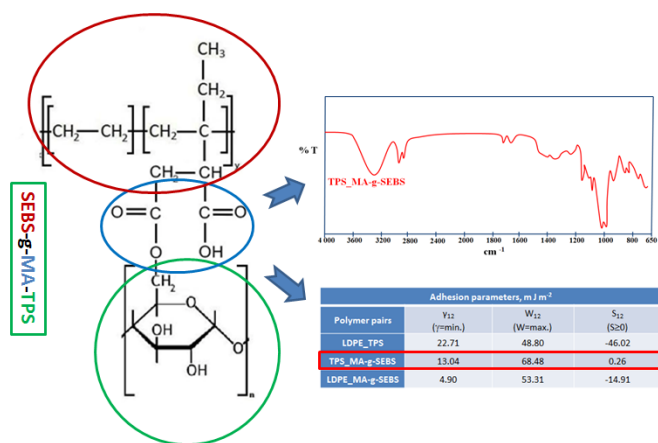 CH₃
CH₂
CH₂—CH₂ CH₂—C
x
CH₂—CH
O=C C=O
O OH
CH₂
O
OH
OH
O
n
SEBS-g-MA-TPS
% T
TPS_MA-g-SEBS
4 000 3600 2800 2400 2000 1800 1600 1400 1200 1000 800 650
cm⁻¹
Adhesion parameters, m J m⁻²
Polymer pairs γ₁₂ (γ=min.) W₁₂ (W=max.) S₁₂ (S≥0)
LDPE_TPS 22.71 48.80 -46.02
TPS_MA-g-SEBS 13.04 68.48 0.26
LDPE_MA-g-SEBS 4.90 53.31 -14.91